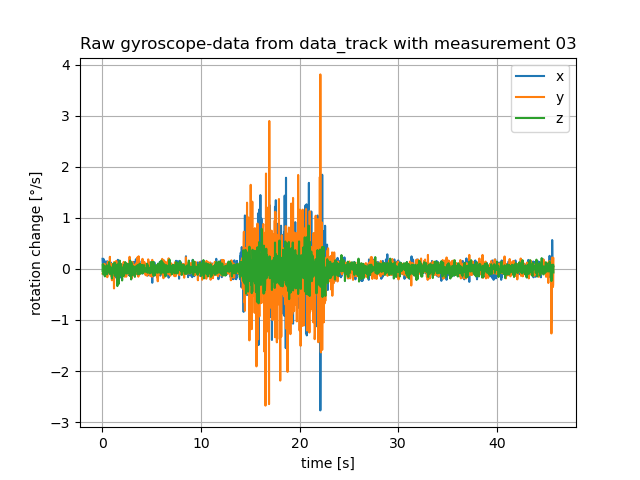 Raw gyroscope-data from data_track with measurement 03
4
3
2
1
0
−1
−2
−3
rotation change [°/s]
x
y
z
0 10 20 30 40
time [s]